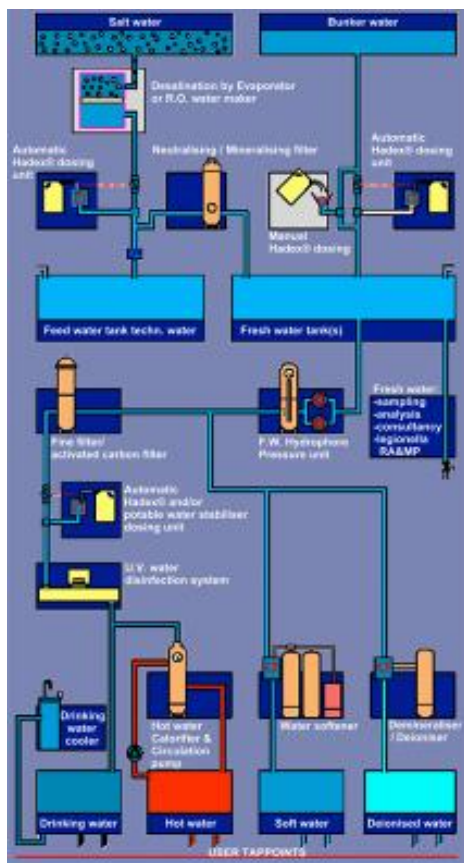 Salt water
Bunker water
Desalination by Evaporator
or R.O. water maker
Automatic
Hadex® dosing
unit
Neutralising / Mineralising filter
Automatic
Hadex® dosing
unit
Manual
Hadex® dosing
Feed water tank techn. water
Fresh water tank(s)
Fine filter/
activated carbon filter
F.W. Hydrophore
Pressure unit
Fresh water:
-sampling
-analysis
-consultancy
-legionella
RA&MP
Automatic
Hadex® and/or
potable water stabiliser
dosing unit
U.V. water
disinfection system
Drinking
water
cooler
Hot water
Calorifier &
Circulation
pump
Water softener
Demineraliser
/ Deioniser
Drinking water
Hot water
Soft water
Deionised water
USER TAPPOINTS